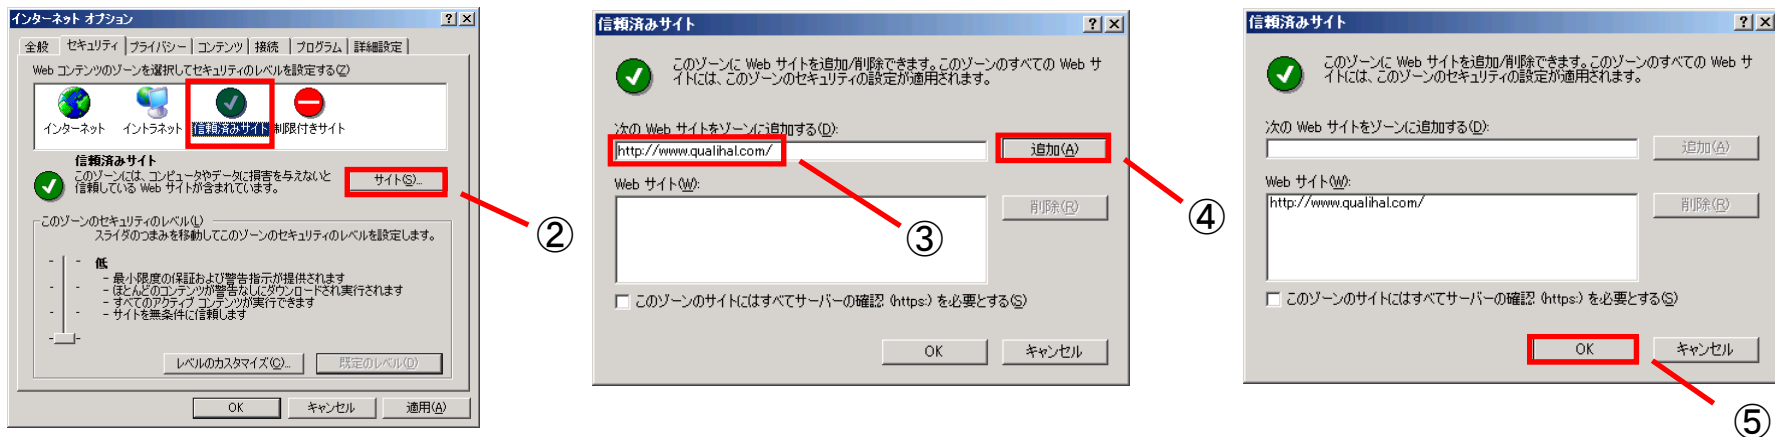 インターネット オプション
全般 セキュリティ プライバシー コンテンツ 接続 プログラム 詳細設定
Web コンテンツのゾーンを選択してセキュリティのレベルを設定する(Z)
インターネット イントラネット 信頼済みサイト 制限付きサイト
信頼済みサイト
このゾーンには、コンピュータやデータに損害を与えないと
信頼している Web サイトが含まれています。
サイト(S)...
このゾーンのセキュリティのレベル(L)
スライダのつまみを移動してこのゾーンのセキュリティのレベルを設定します。
低
- 最小限度の保証および警告指示が提供されます
- ほとんどのコンテンツが警告なしにダウンロードされ実行されます
- すべてのアクティブ コンテンツが実行できます
- サイトを無条件に信頼します
レベルのカスタマイズ(C)... 既定のレベル(D)
OK キャンセル 適用(A)
②
信頼済みサイト
このゾーンに Web サイトを追加/削除できます。このゾーンのすべての Web サ
イトには、このゾーンのセキュリティの設定が適用されます。
次の Web サイトをゾーンに追加する(D):
http://www.qualihal.com/ 追加(A)
Web サイト(W):
削除(R)
このゾーンのサイトにはすべてサーバーの確認 (https:) を必要とする(S)
OK キャンセル
③
④
信頼済みサイト
このゾーンに Web サイトを追加/削除できます。このゾーンのすべての Web サ
イトには、このゾーンのセキュリティの設定が適用されます。
次の Web サイトをゾーンに追加する(D):
追加(A)
Web サイト(W):
http://www.qualihal.com/ 削除(R)
このゾーンのサイトにはすべてサーバーの確認 (https:) を必要とする(S)
OK キャンセル
⑤